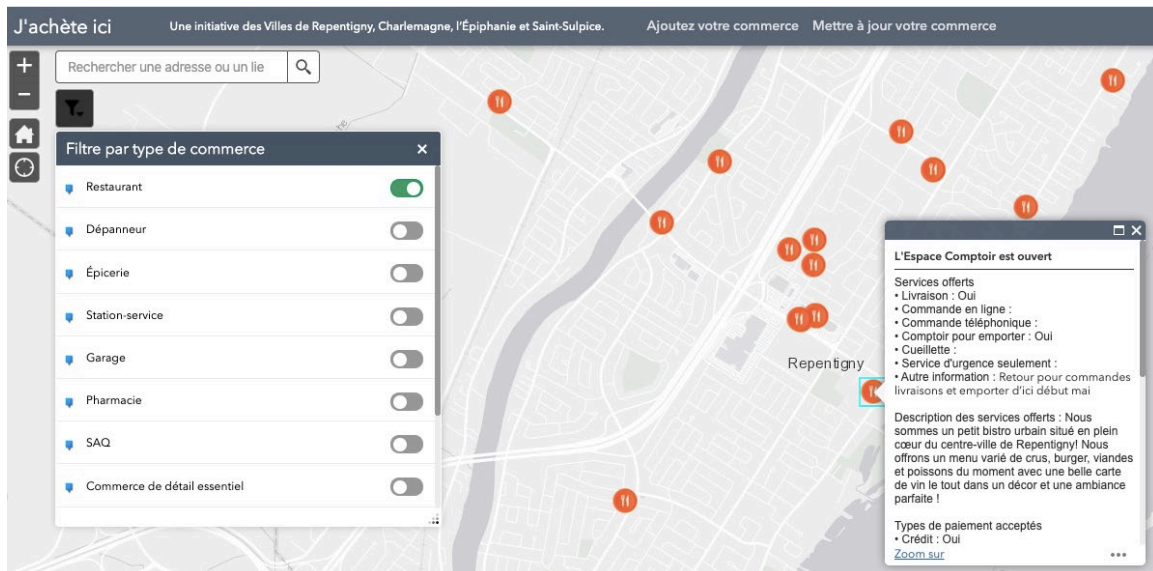 J'achète ici
Une initiative des Villes de Repentigny, Charlemagne, l'Épiphanie et Saint-Sulpice.
Ajoutez votre commerce
Mettre à jour votre commerce
Rechercher une adresse ou un lie
Filtre par type de commerce
Restaurant
Dépanneur
Épicerie
Station-service
Garage
Pharmacie
SAQ
Commerce de détail essentiel
Repentigny
L'Espace Comptoir est ouvert
Services offerts
• Livraison : Oui
• Commande en ligne :
• Commande téléphonique :
• Comptoir pour emporter : Oui
• Cueillette :
• Service d'urgence seulement :
• Autre information : Retour pour commandes
livraisons et emporter d'ici début mai
Description des services offerts : Nous
sommes un petit bistro urbain situé en plein
cœur du centre-ville de Repentigny! Nous
offrons un menu varié de crus, burger, viandes
et poissons du moment avec une belle carte
de vin le tout dans un décor et une ambiance
parfaite !
Types de paiement acceptés
• Crédit : Oui
Zoom sur